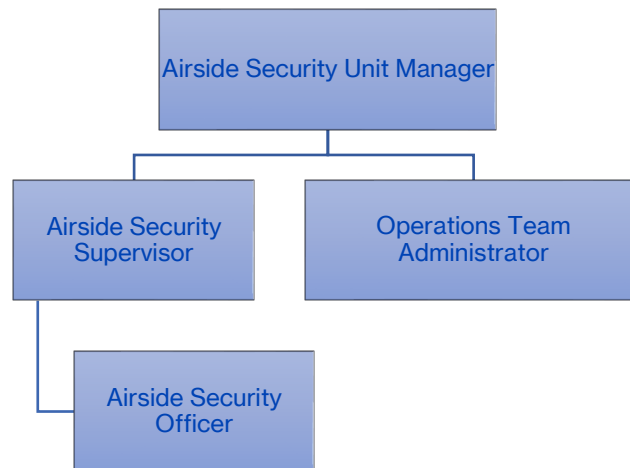 Airside Security Unit Manager
Airside Security
Supervisor
Operations Team
Administrator
Airside Security
Officer